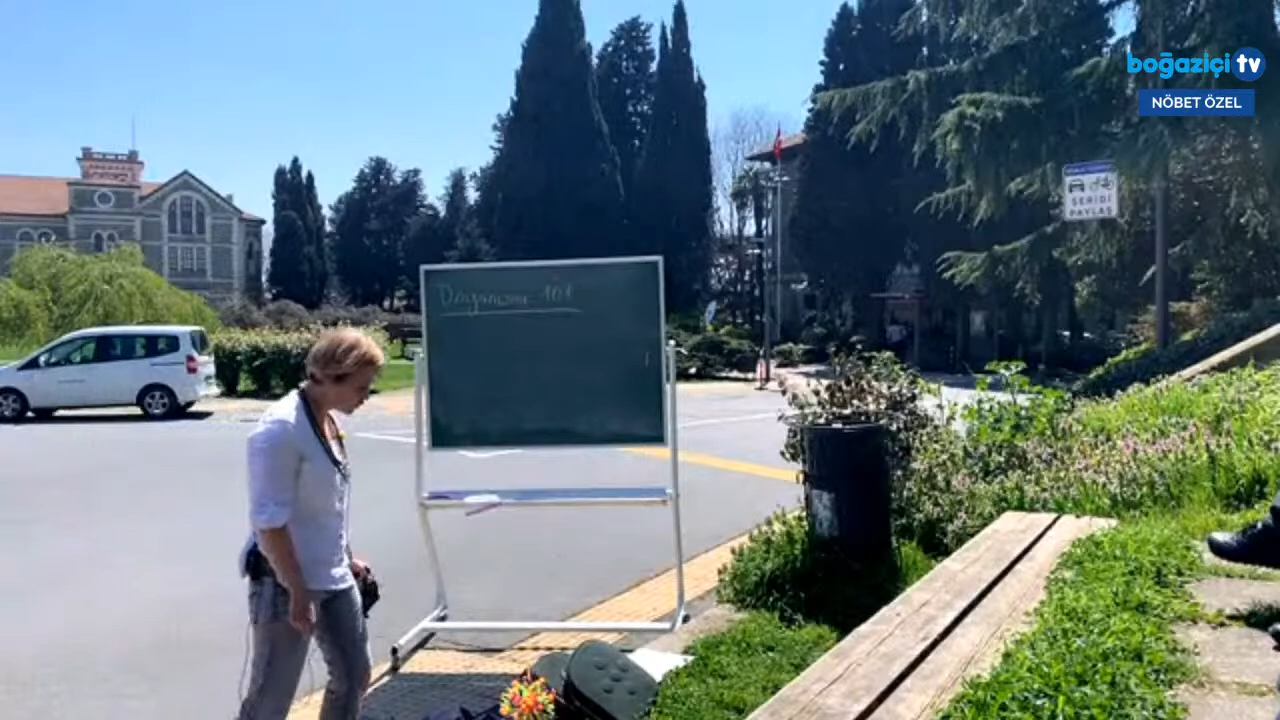 boğaziçi tv
NÖBET ÖZEL
ŞERİDİ
PAYLAŞ
Dayanışma 101